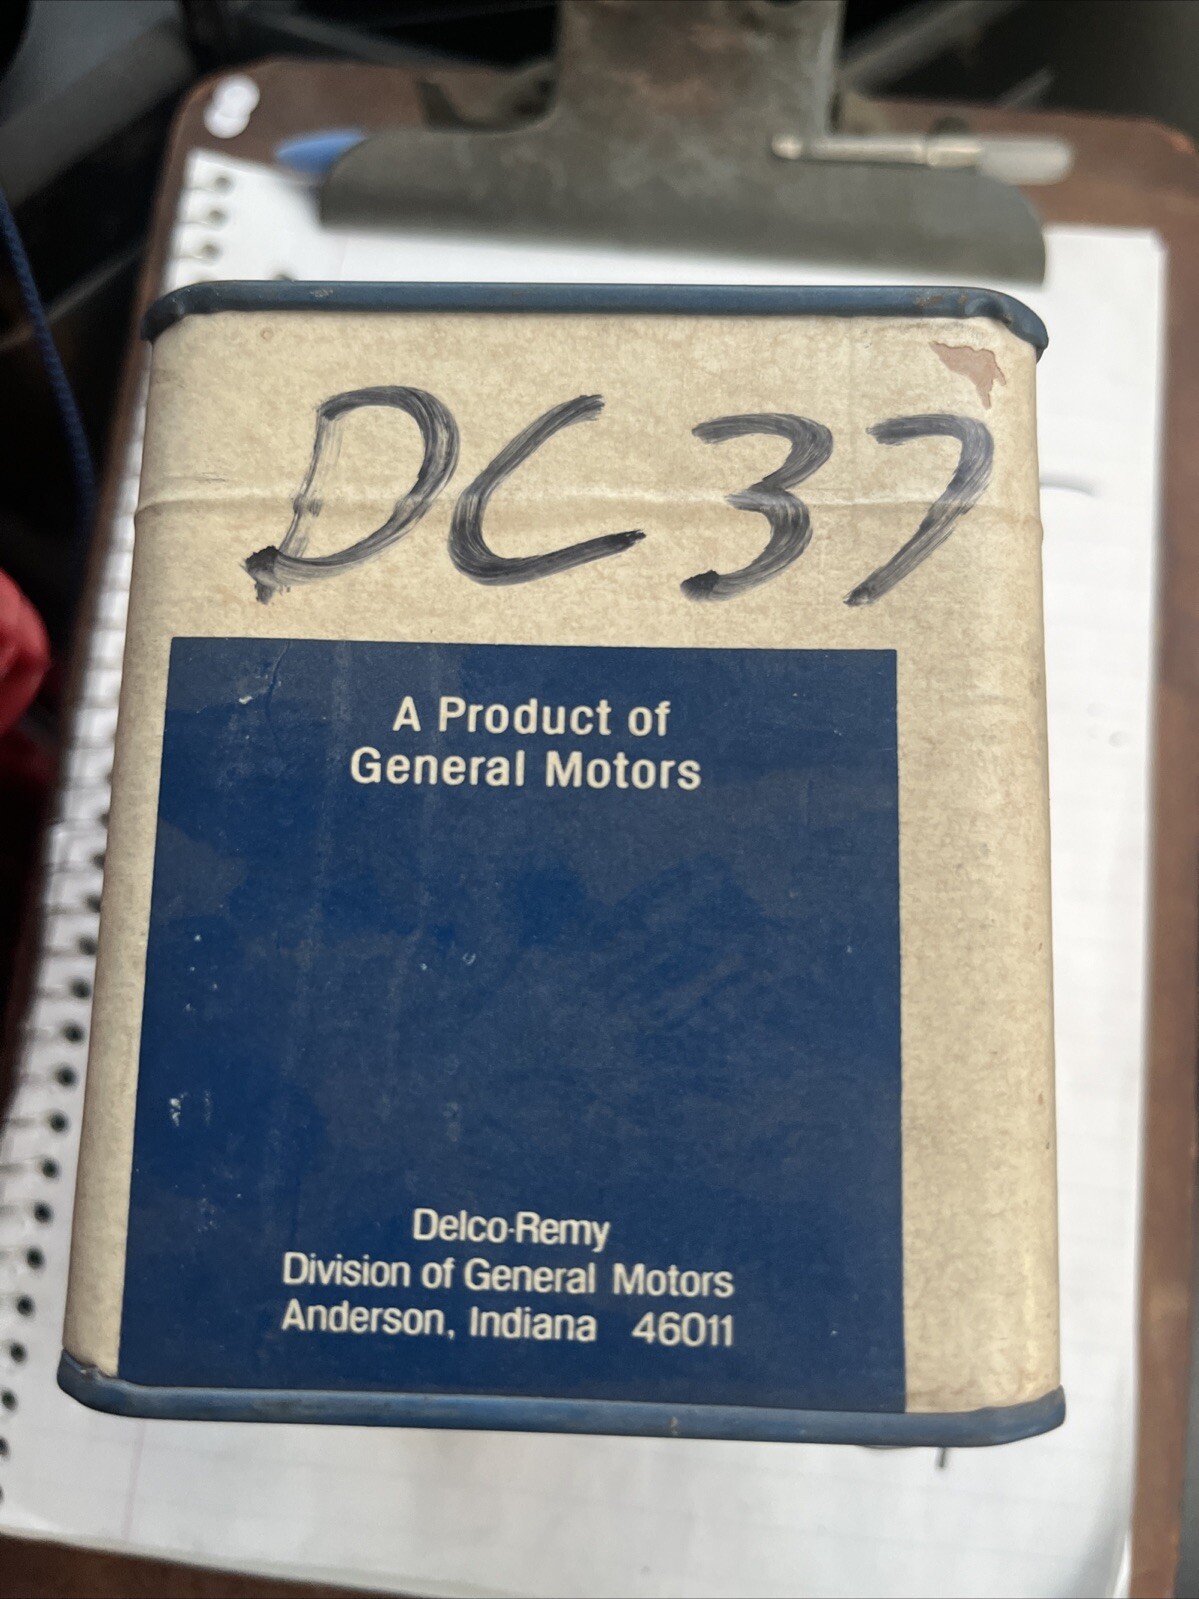 DC37
A Product of
General Motors
Delco-Remy
Division of General Motors
Anderson, Indiana 46011